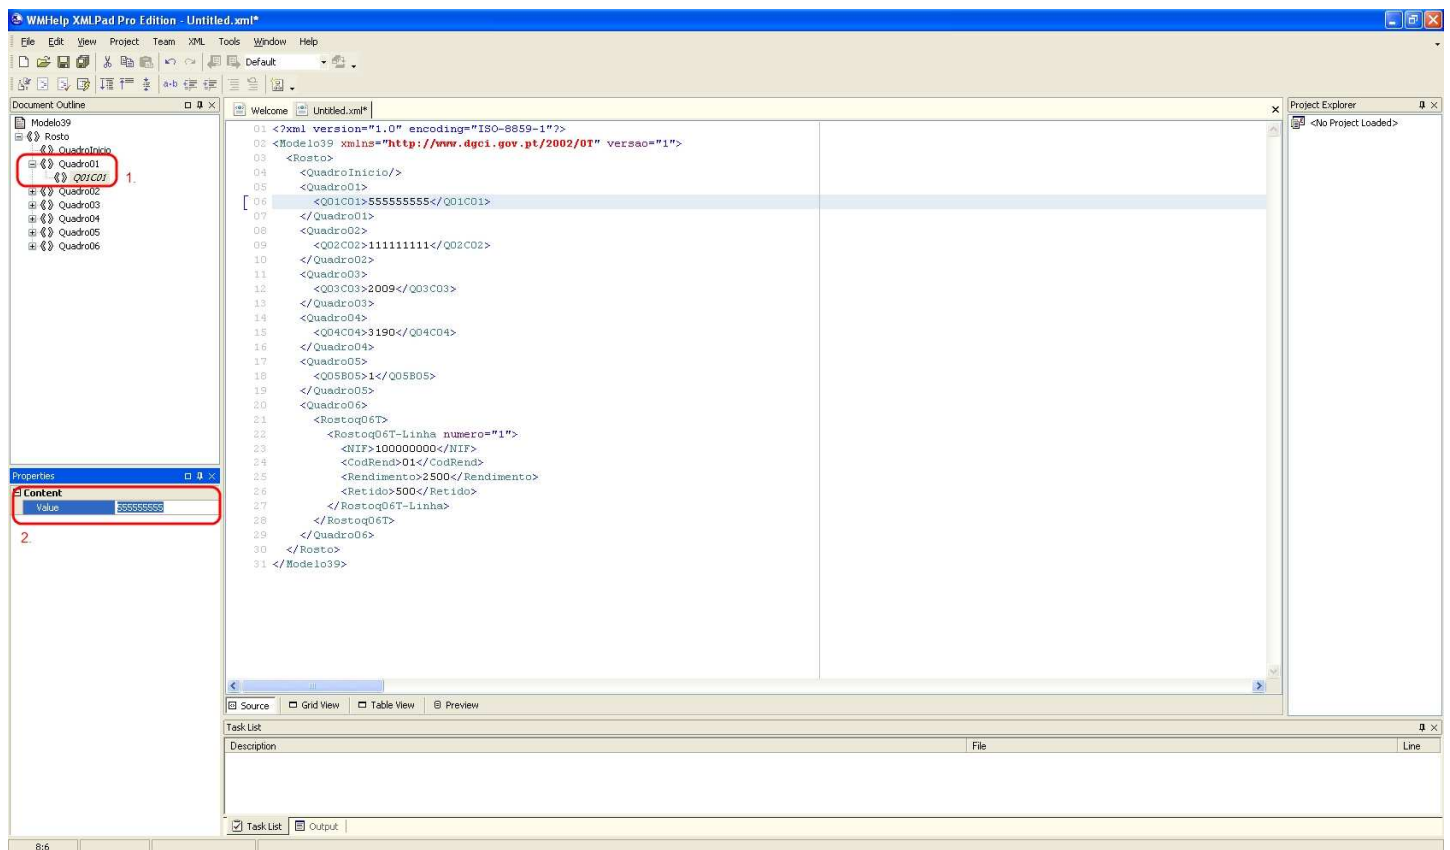 WMHelp XMLPad Pro Edition - Untitled.xml*
File Edit View Project Team XML Tools Window Help
Default
a-b
Document Outline
Modelo39
Rosto
QuadroInicio
Quadro01
Q01C01
1.
Quadro02
Quadro03
Quadro04
Quadro05
Quadro06
Properties
Content
Value 555555555
2.
Welcome Untitled.xml*
01 <?xml version="1.0" encoding="ISO-8859-1"?>
02 <Modelo39 xmlns="http://www.dgci.gov.pt/2002/OT" versao="1">
03 <Rosto>
04 <QuadroInicio/>
05 <Quadro01>
06 <Q01C01>555555555</Q01C01>
07 </Quadro01>
08 <Quadro02>
09 <Q02C02>111111111</Q02C02>
10 </Quadro02>
11 <Quadro03>
12 <Q03C03>2009</Q03C03>
13 </Quadro03>
14 <Quadro04>
15 <Q04C04>3190</Q04C04>
16 </Quadro04>
17 <Quadro05>
18 <Q05B05>1</Q05B05>
19 </Quadro05>
20 <Quadro06>
21 <Rostoq06T>
22 <Rostoq06T-Linha numero="1">
23 <NIF>100000000</NIF>
24 <CodRend>01</CodRend>
25 <Rendimento>2500</Rendimento>
26 <Retido>500</Retido>
27 </Rostoq06T-Linha>
28 </Rostoq06T>
29 </Quadro06>
30 </Rosto>
31 </Modelo39>
Source Grid View Table View Preview
Project Explorer
<No Project Loaded>
Task List
Description File Line
Task List Output
8:6